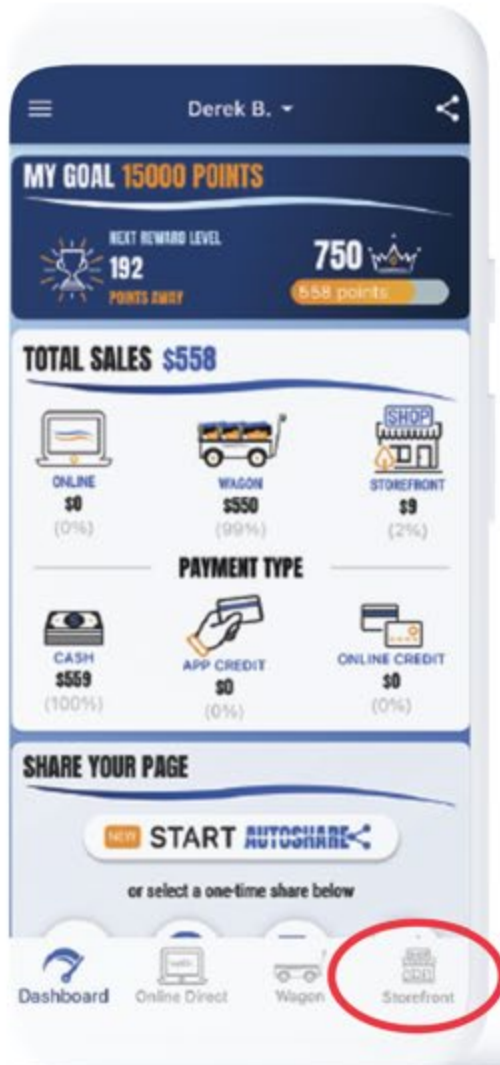 Derek B.
MY GOAL 15000 POINTS
NEXT REWARD LEVEL
192
POINTS AWAY
750
558 points
TOTAL SALES $558
SHOP
ONLINE
$0
(0%)
WAGON
$550
(99%)
STOREFRONT
$9
(2%)
PAYMENT TYPE
CASH
$559
(100%)
APP CREDIT
$0
(0%)
ONLINE CREDIT
$0
(0%)
SHARE YOUR PAGE
NEW START AUTOSHARE
or select a one-time share below
Dashboard
Online Direct
Wagon
Storefront